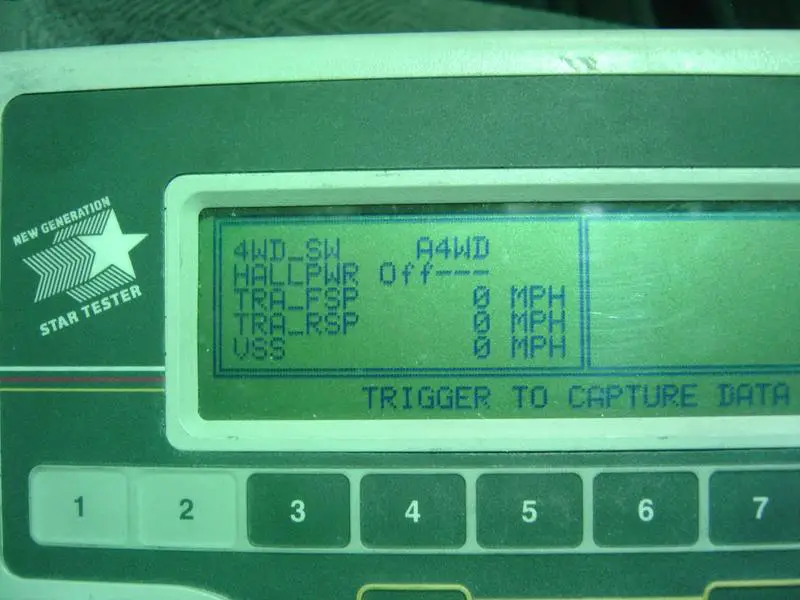 NEW GENERATION
STAR TESTER
4WD_SW A4WD
HALLPWR Off---
TRA_FSP 0 MPH
TRA_RSP 0 MPH
VSS 0 MPH
TRIGGER TO CAPTURE DATA
1 2 3 4 5 6 7